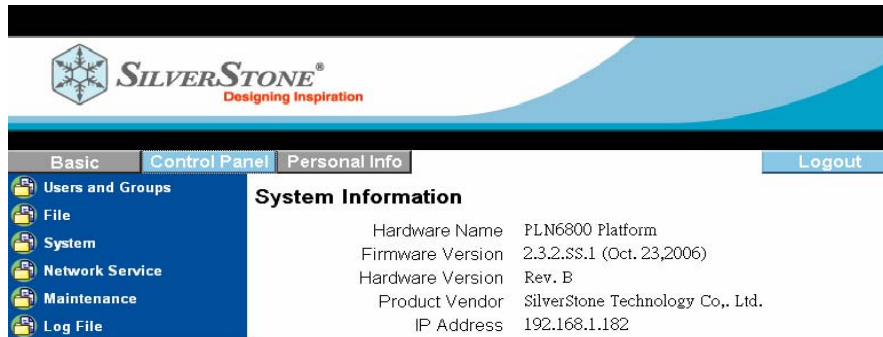 SILVERSTONE®
Designing Inspiration
Basic Control Panel Personal Info Logout
Users and Groups
File
System
Network Service
Maintenance
Log File
System Information
Hardware Name PLN6800 Platform
Firmware Version 2.3.2.SS.1 (Oct. 23,2006)
Hardware Version Rev. B
Product Vendor SilverStone Technology Co,. Ltd.
IP Address 192.168.1.182